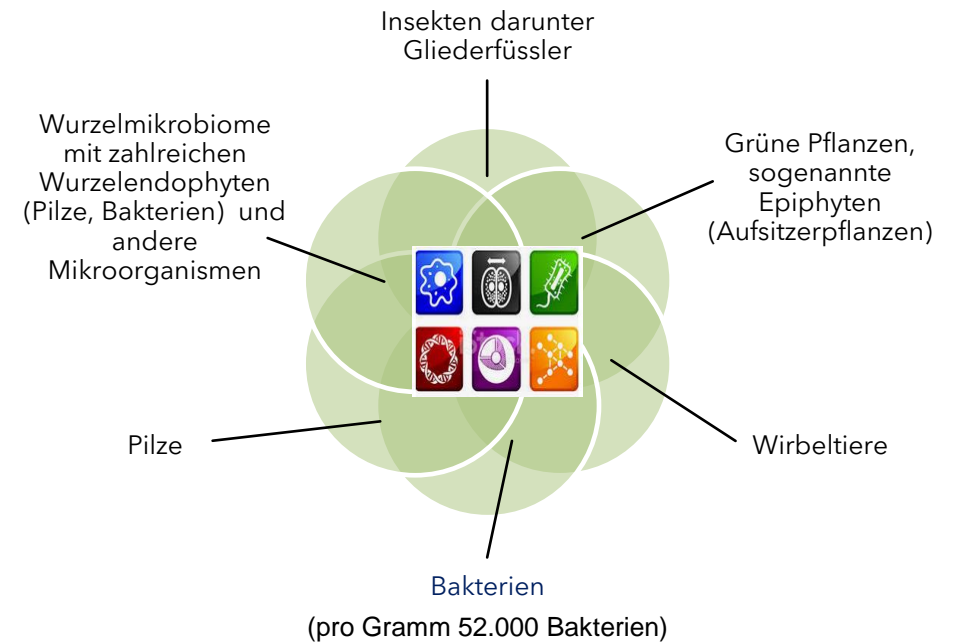 Insekten darunter
Gliederfüssler
Wurzelmikrobiome
mit zahlreichen
Wurzelendophyten
(Pilze, Bakterien) und
andere
Mikroorganismen
Grüne Pflanzen,
sogenannte
Epiphyten
(Aufsitzerpflanzen)
Pilze
Wirbeltiere
Bakterien
(pro Gramm 52.000 Bakterien)